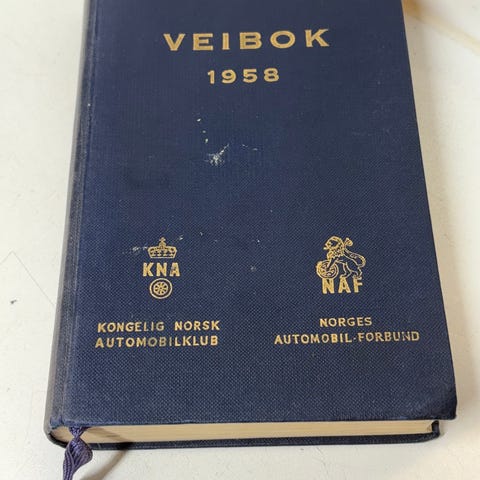 VEIBOK
1958
KNA
KONGELIG NORSK
AUTOMOBILKLUB
NAF
NORGES
AUTOMOBIL-FORBUND